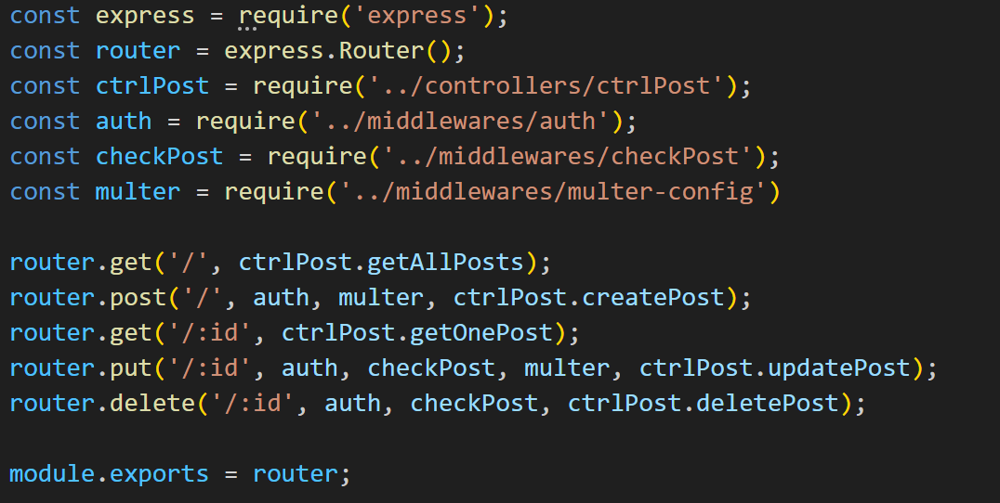 const express = require('express');
const router = express.Router();
const ctrlPost = require('../controllers/ctrlPost');
const auth = require('../middlewares/auth');
const checkPost = require('../middlewares/checkPost');
const multer = require('../middlewares/multer-config')
router.get('/', ctrlPost.getAllPosts);
router.post('/', auth, multer, ctrlPost.createPost);
router.get('/:id', ctrlPost.getOnePost);
router.put('/:id', auth, checkPost, multer, ctrlPost.updatePost);
router.delete('/:id', auth, checkPost, ctrlPost.deletePost);
module.exports = router;